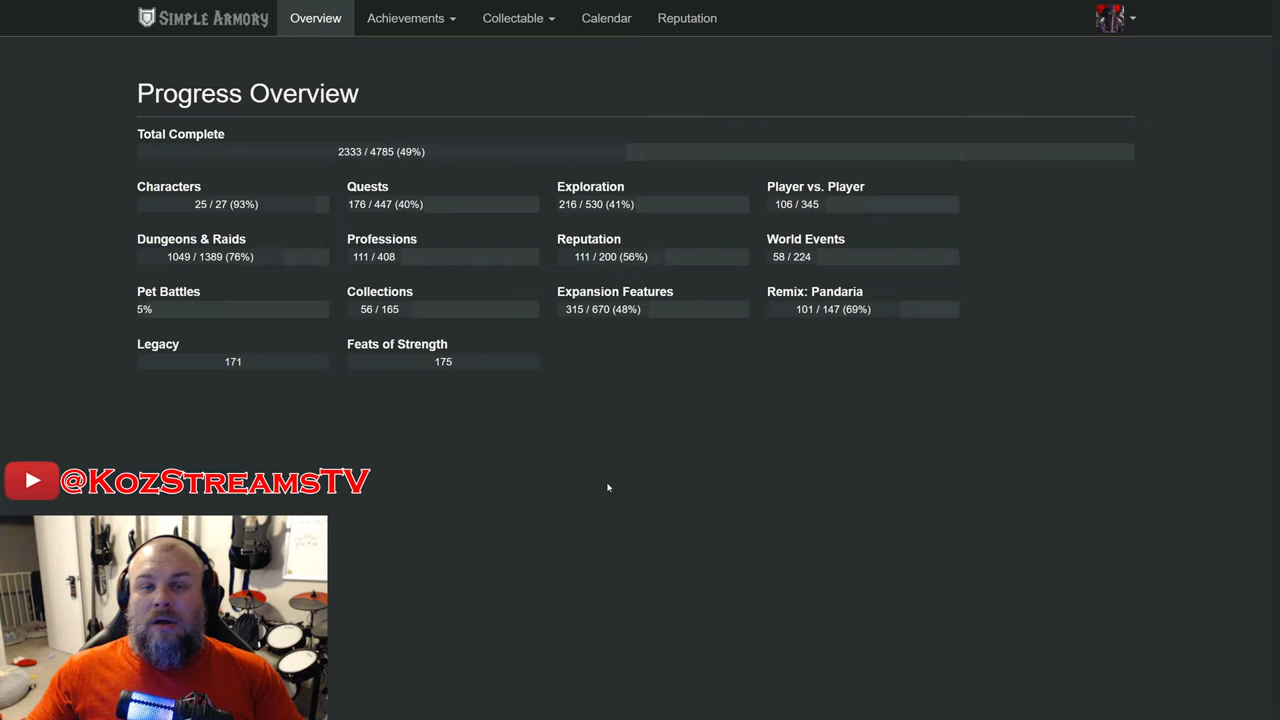 SIMPLE ARMORY Overview Achievements Collectable Calendar Reputation
Progress Overview
Total Complete
2333 / 4785 (49%)
Characters Quests Exploration Player vs. Player
25 / 27 (93%) 176 / 447 (40%) 216 / 530 (41%) 106 / 345
Dungeons & Raids Professions Reputation World Events
1049 / 1389 (76%) 111 / 408 111 / 200 (56%) 58 / 224
Pet Battles Collections Expansion Features Remix: Pandaria
5% 56 / 165 315 / 670 (48%) 101 / 147 (69%)
Legacy Feats of Strength
171 175
@KozStreamsTV